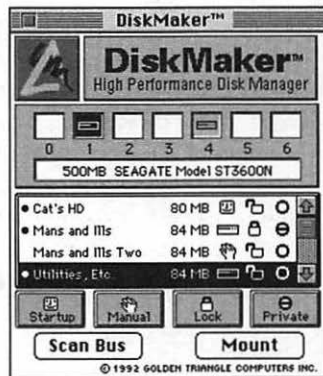 DiskMaker™
DiskMaker™
High Performance Disk Manager
0 1 2 3 4 5 6
500MB SEAGATE Model ST3600N
• Cat's HD 80 MB
• Mans and Ills 84 MB
Mans and Ills Two 84 MB
• Utilities, Etc. 84 MB
Startup Manual Lock Private
Scan Bus Mount
© 1992 GOLDEN TRIANGLE COMPUTERS INC.